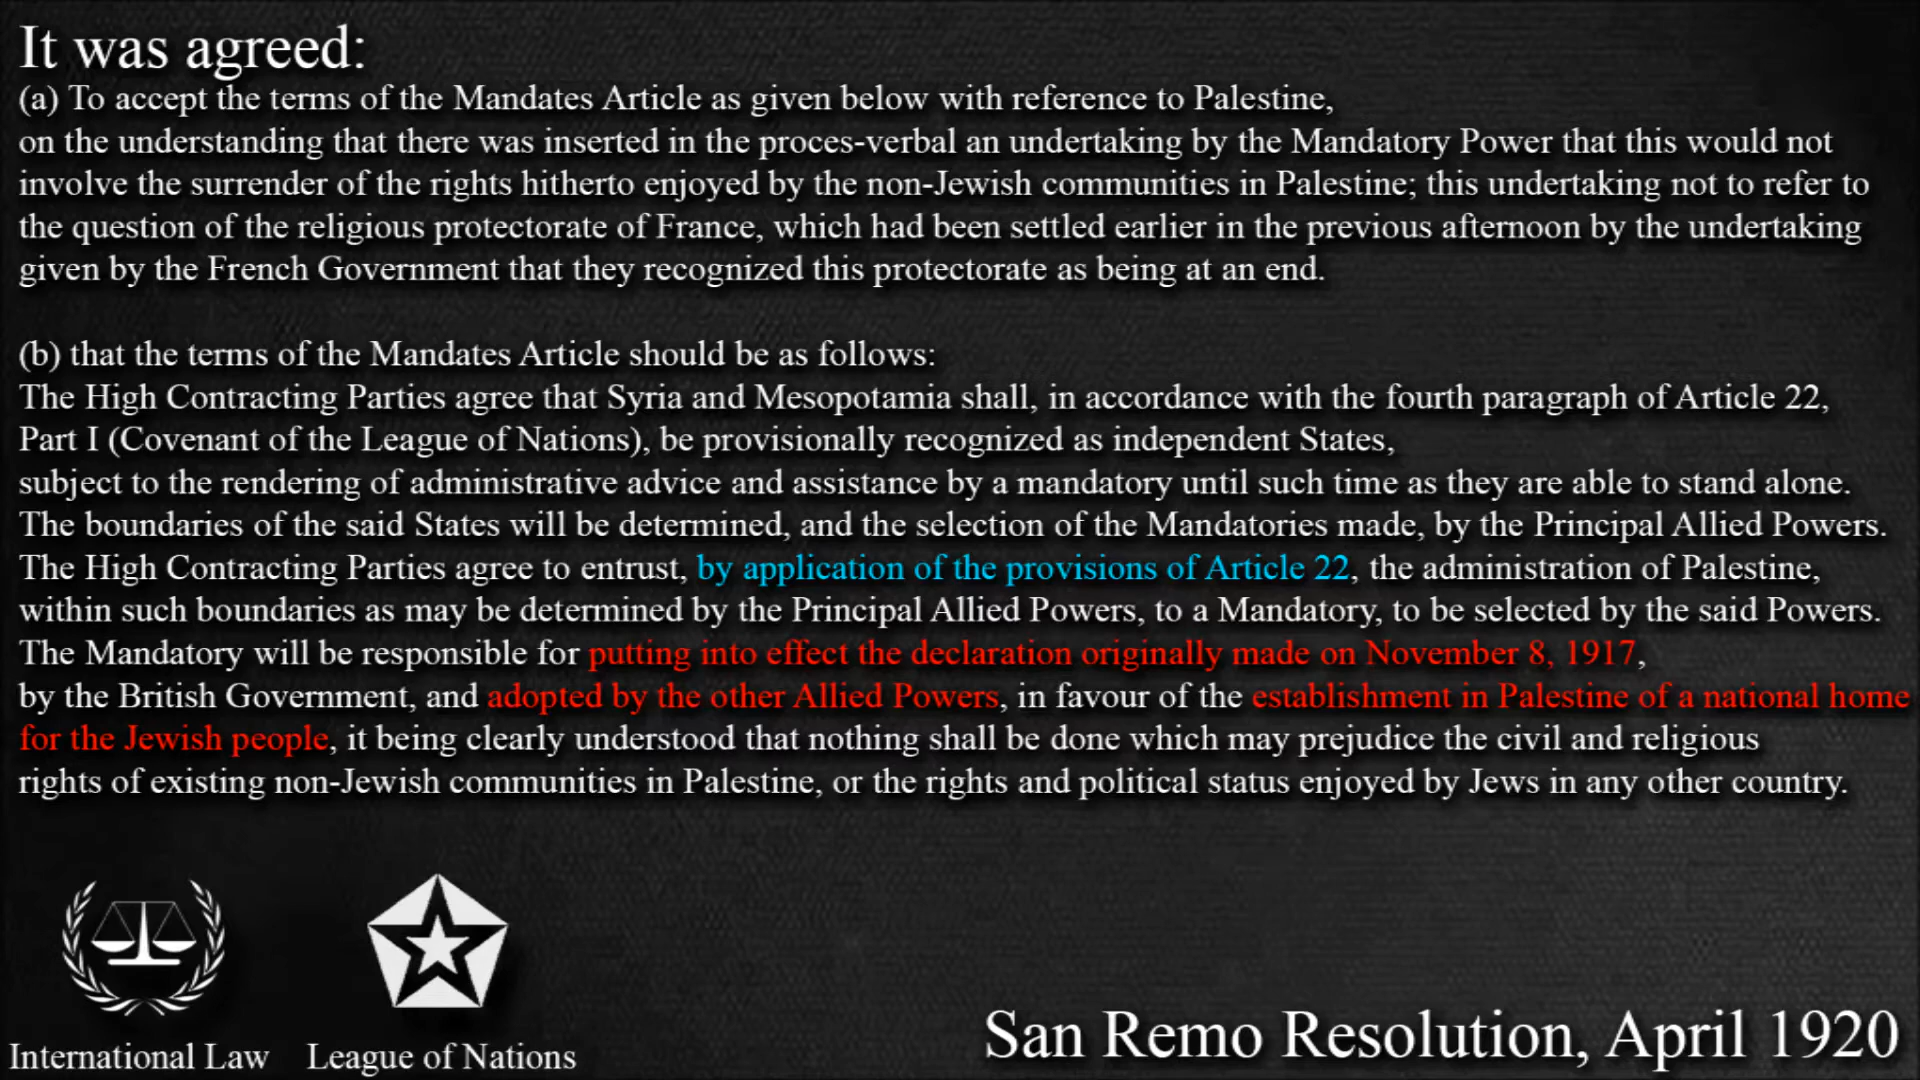 It was agreed:
(a) To accept the terms of the Mandates Article as given below with reference to Palestine,
on the understanding that there was inserted in the proces-verbal an undertaking by the Mandatory Power that this would not
involve the surrender of the rights hitherto enjoyed by the non-Jewish communities in Palestine; this undertaking not to refer to
the question of the religious protectorate of France, which had been settled earlier in the previous afternoon by the undertaking
given by the French Government that they recognized this protectorate as being at an end.
(b) that the terms of the Mandates Article should be as follows:
The High Contracting Parties agree that Syria and Mesopotamia shall, in accordance with the fourth paragraph of Article 22,
Part I (Covenant of the League of Nations), be provisionally recognized as independent States,
subject to the rendering of administrative advice and assistance by a mandatory until such time as they are able to stand alone.
The boundaries of the said States will be determined, and the selection of the Mandatories made, by the Principal Allied Powers.
The High Contracting Parties agree to entrust, by application of the provisions of Article 22, the administration of Palestine,
within such boundaries as may be determined by the Principal Allied Powers, to a Mandatory, to be selected by the said Powers.
The Mandatory will be responsible for putting into effect the declaration originally made on November 8, 1917,
by the British Government, and adopted by the other Allied Powers, in favour of the establishment in Palestine of a national home
for the Jewish people, it being clearly understood that nothing shall be done which may prejudice the civil and religious
rights of existing non-Jewish communities in Palestine, or the rights and political status enjoyed by Jews in any other country.
International Law
League of Nations
San Remo Resolution, April 1920